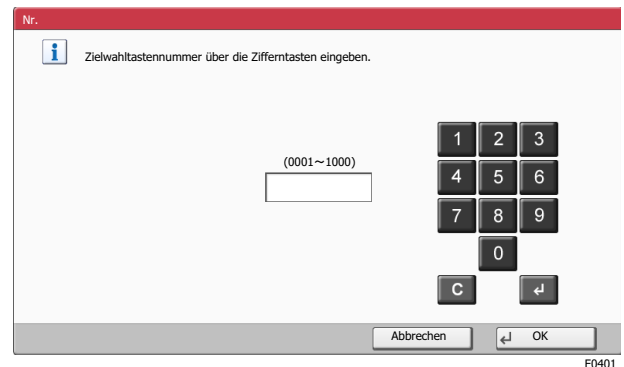 Nr.
i
Zielwahltastennummer über die Zifferntasten eingeben.
(0001～1000)
1 2 3
4 5 6
7 8 9
0
C ↵
Abbrechen ↵ OK
F0401